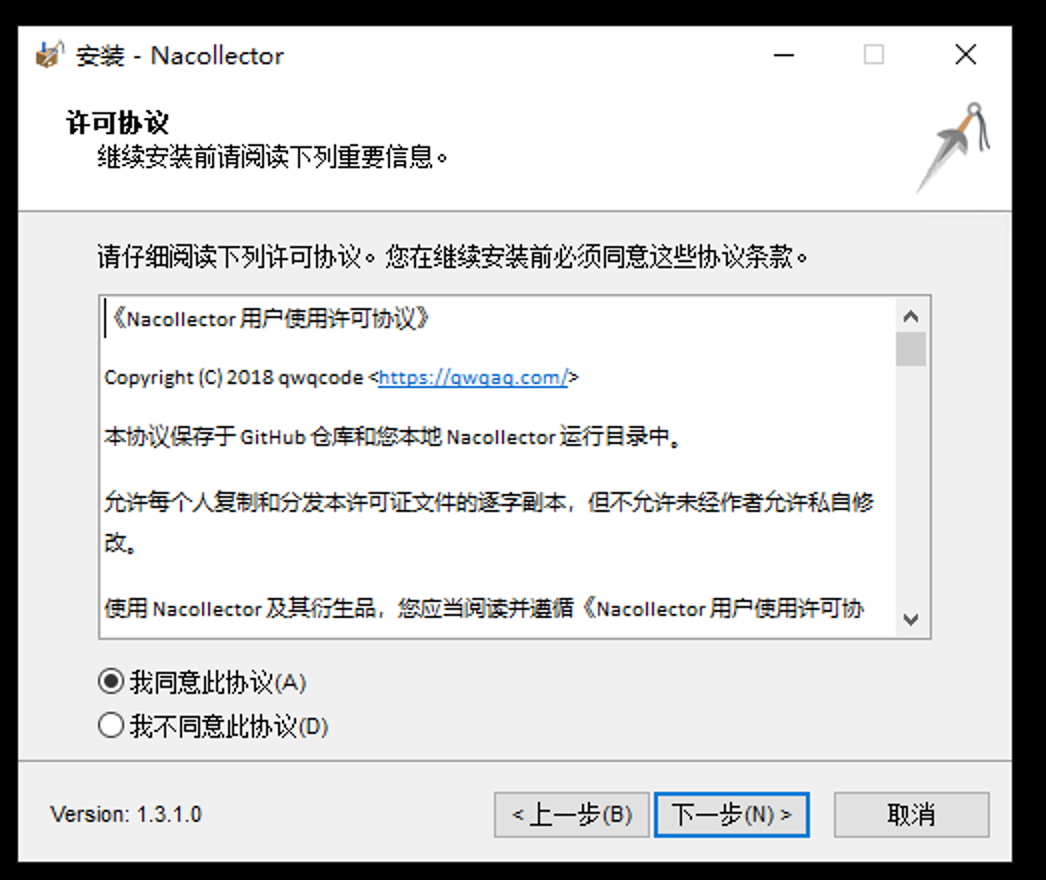 安装 - Nacollector
许可协议
继续安装前请阅读下列重要信息。
请仔细阅读下列许可协议。您在继续安装前必须同意这些协议条款。
《Nacollector 用户使用许可协议》
Copyright (C) 2018 qwqcode <https://qwqaq.com/>
本协议保存于 GitHub 仓库和您本地 Nacollector 运行目录中。
允许每个人复制和分发本许可证文件的逐字副本，但不允许未经作者允许私自修
改。
使用 Nacollector 及其衍生品，您应当阅读并遵循《Nacollector 用户使用许可协
我同意此协议(A)
我不同意此协议(D)
Version: 1.3.1.0
< 上一步(B)
下一步(N) >
取消